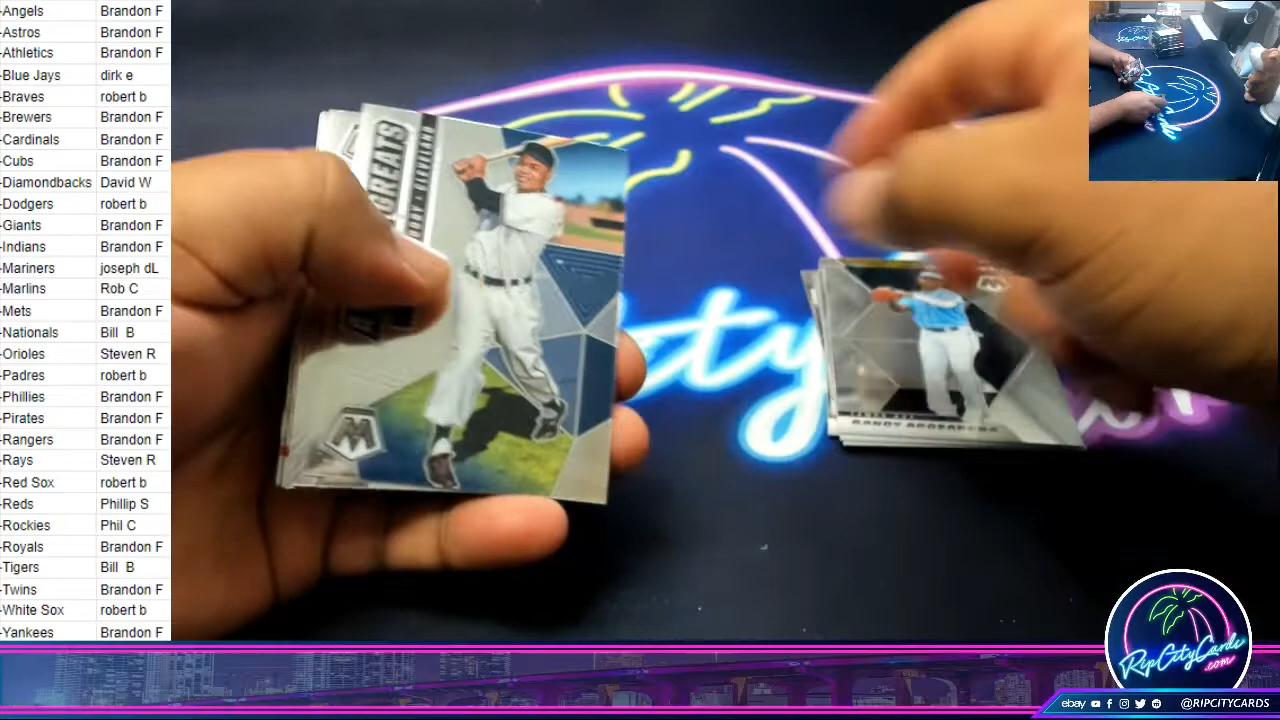 -Angels Brandon F
-Astros Brandon F
-Athletics Brandon F
-Blue Jays dirk e
-Braves robert b
-Brewers Brandon F
-Cardinals Brandon F
-Cubs Brandon F
-Diamondbacks David W
-Dodgers robert b
-Giants Brandon F
-Indians Brandon F
-Mariners joseph dL
-Marlins Rob C
-Mets Brandon F
-Nationals Bill B
-Orioles Steven R
-Padres robert b
-Phillies Brandon F
-Pirates Brandon F
-Rangers Brandon F
-Rays Steven R
-Red Sox robert b
-Reds Phillip S
-Rockies Phil C
-Royals Brandon F
-Tigers Bill B
-Twins Brandon F
-White Sox robert b
-Yankees Brandon F
GREATS
CLEVELAND
M
RipCityCards
.com
ebay @RIPCITYCARDS